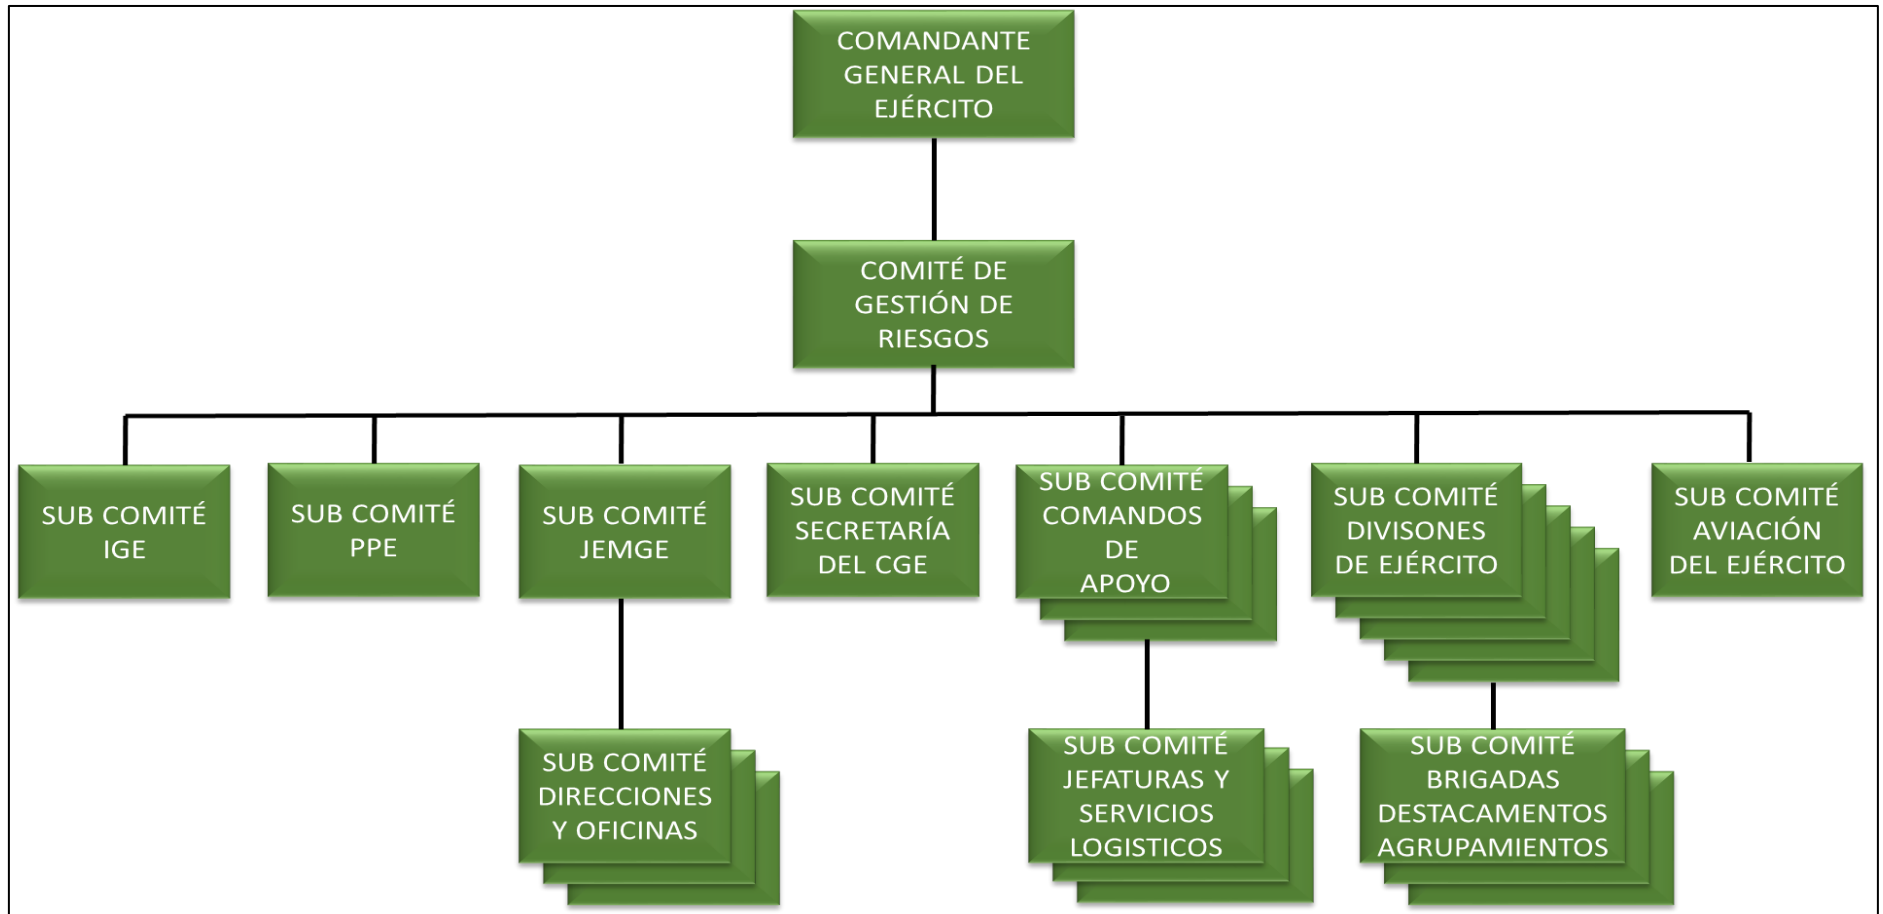 COMANDANTE
GENERAL DEL
EJÉRCITO
COMITÉ DE
GESTIÓN DE
RIESGOS
SUB COMITÉ
IGE
SUB COMITÉ
PPE
SUB COMITÉ
JEMGE
SUB COMITÉ
SECRETARÍA
DEL CGE
SUB COMITÉ
COMANDOS
DE
APOYO
SUB COMITÉ
DIVISONES
DE EJÉRCITO
SUB COMITÉ
AVIACIÓN
DEL EJÉRCITO
SUB COMITÉ
DIRECCIONES
Y OFICINAS
SUB COMITÉ
JEFATURAS Y
SERVICIOS
LOGISTICOS
SUB COMITÉ
BRIGADAS
DESTACAMENTOS
AGRUPAMIENTOS